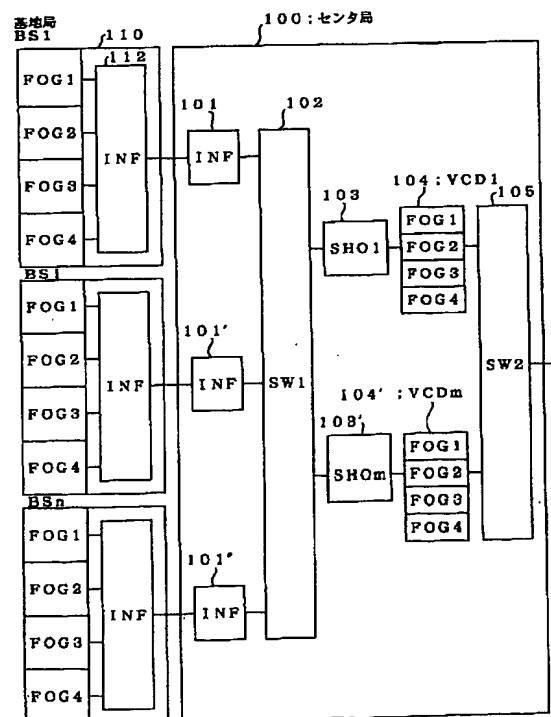 基地局
BS1
110
112
FOG1
FOG2
FOG3
FOG4
INF
100;センタ局
101
INF
102
SW1
103
SHO1
104;VCD1
FOG1
FOG2
FOG3
FOG4
105
SW2
BSi
FOG1
FOG2
FOG3
FOG4
INF
101'
INF
103'
SHOm
104';VCDm
FOG1
FOG2
FOG3
FOG4
BSn
FOG1
FOG2
FOG3
FOG4
INF
101"
INF